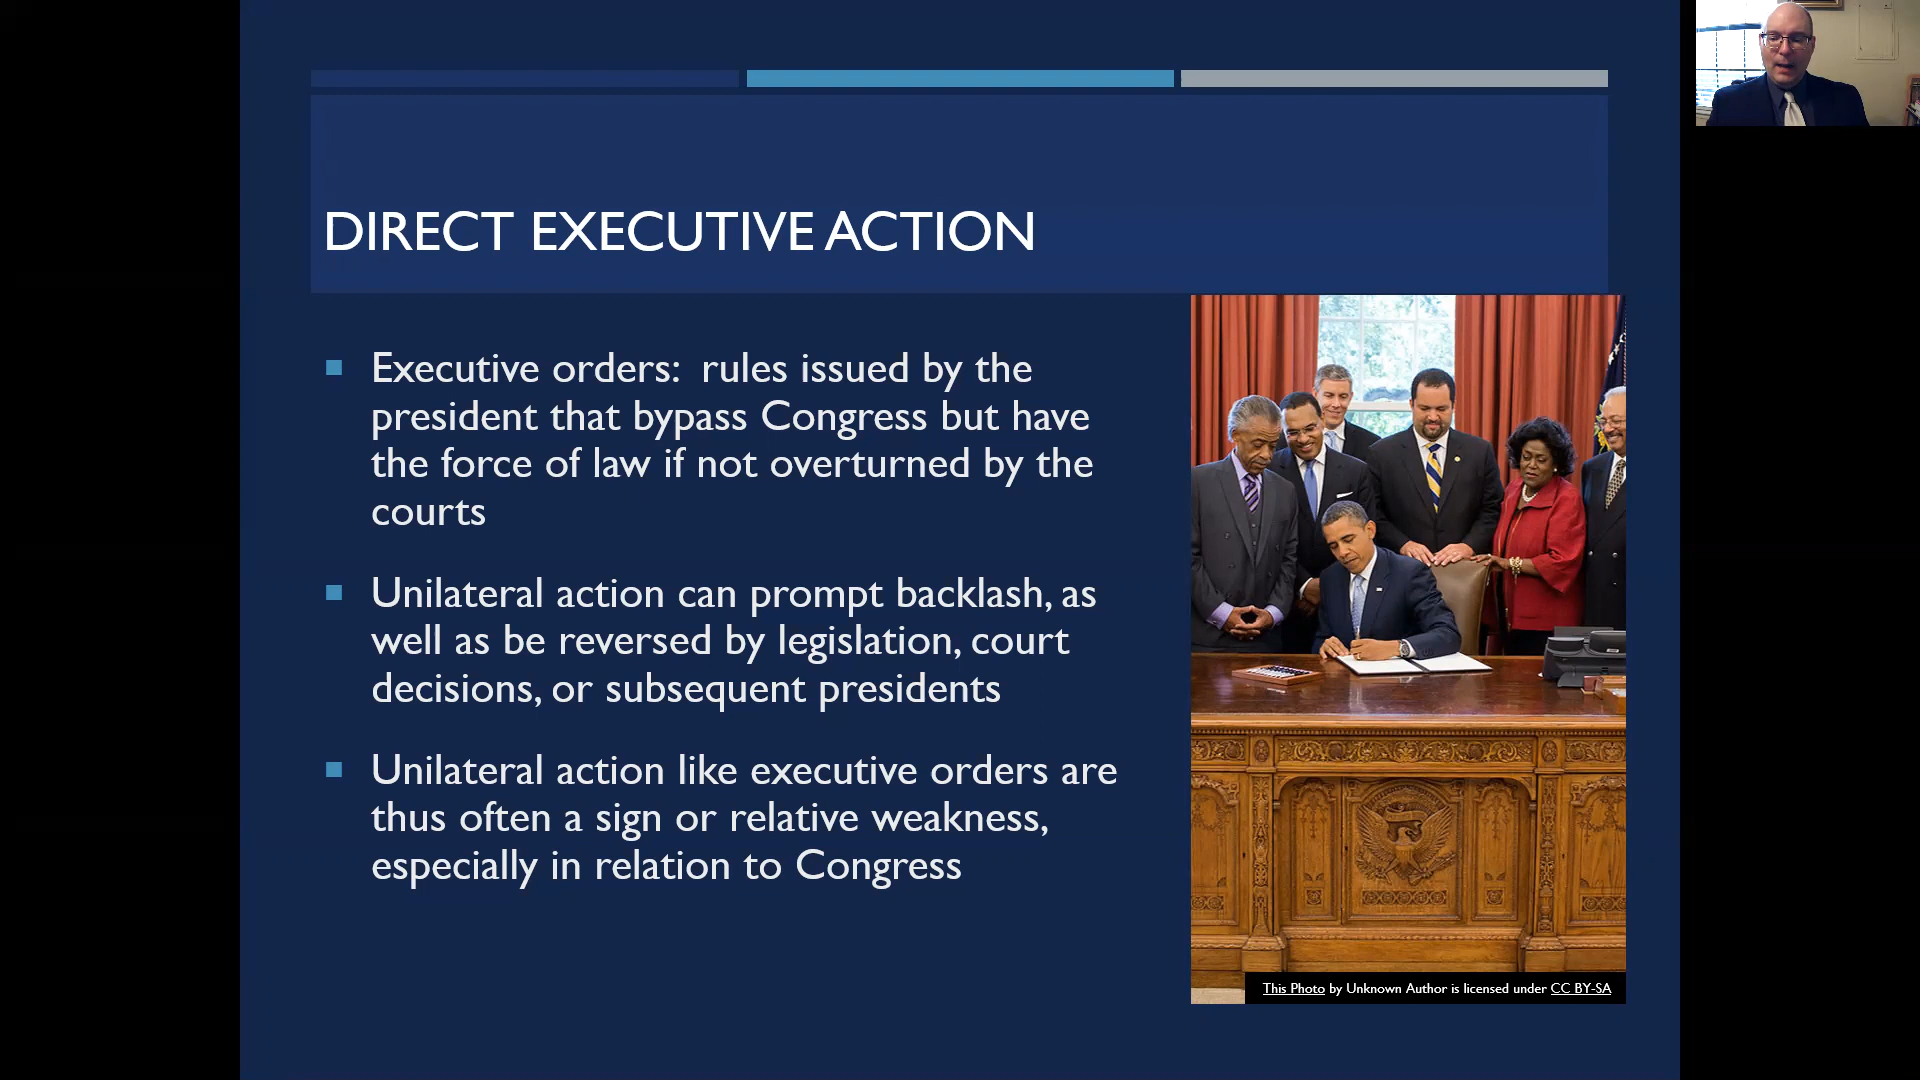 DIRECT EXECUTIVE ACTION
Executive orders:  rules issued by the
president that bypass Congress but have
the force of law if not overturned by the
courts
Unilateral action can prompt backlash, as
well as be reversed by legislation, court
decisions, or subsequent presidents
Unilateral action like executive orders are
thus often a sign or relative weakness,
especially in relation to Congress
This Photo by Unknown Author is licensed under CC BY-SA